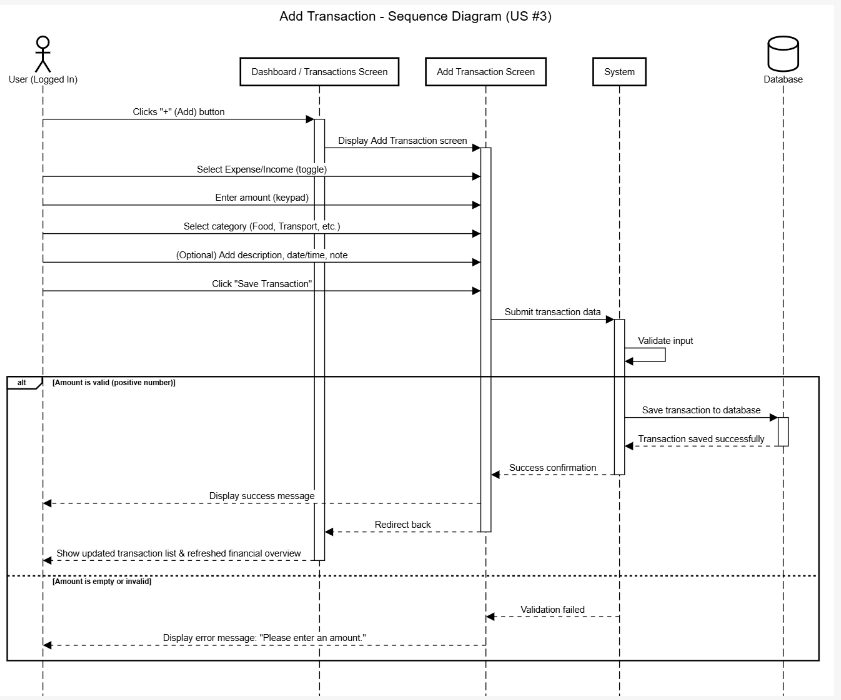 Add Transaction - Sequence Diagram (US #3)
User (Logged In)
Dashboard / Transactions Screen
Add Transaction Screen
System
Database
Clicks "+" (Add) button
Display Add Transaction screen
Select Expense/Income (toggle)
Enter amount (keypad)
Select category (Food, Transport, etc.)
(Optional) Add description, date/time, note
Click "Save Transaction"
Submit transaction data
Validate input
alt
[Amount is valid (positive number)]
Save transaction to database
Transaction saved successfully
Success confirmation
Display success message
Redirect back
Show updated transaction list & refreshed financial overview
[Amount is empty or invalid]
Validation failed
Display error message: "Please enter an amount."